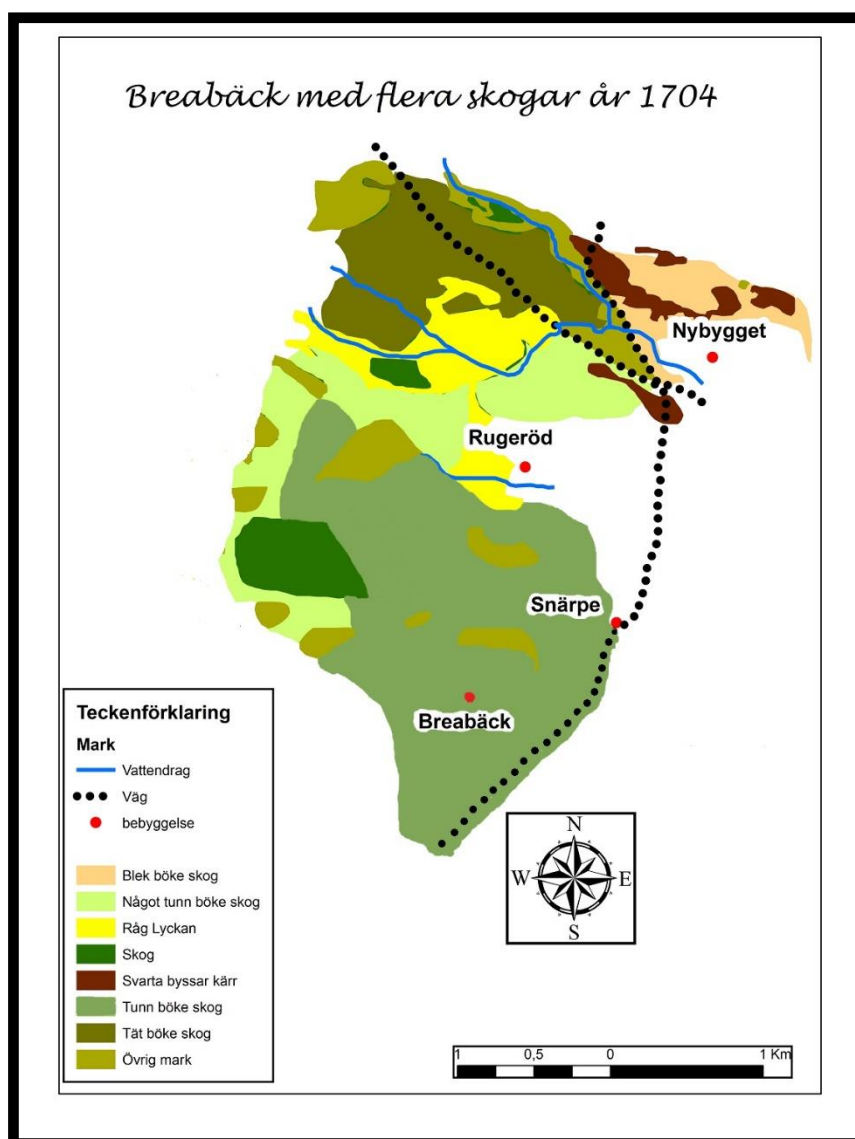 Breabäck med flera skogar år 1704
Nybygget
Rugeröd
Snärpe
Breabäck
Teckenförklaring
Mark
Vattendrag
Väg
bebyggelse
Blek böke skog
Något tunn böke skog
Råg Lyckan
Skog
Svarta byssar kärr
Tunn böke skog
Tät böke skog
Övrig mark
N
W E
S
1 0,5 0 1 Km